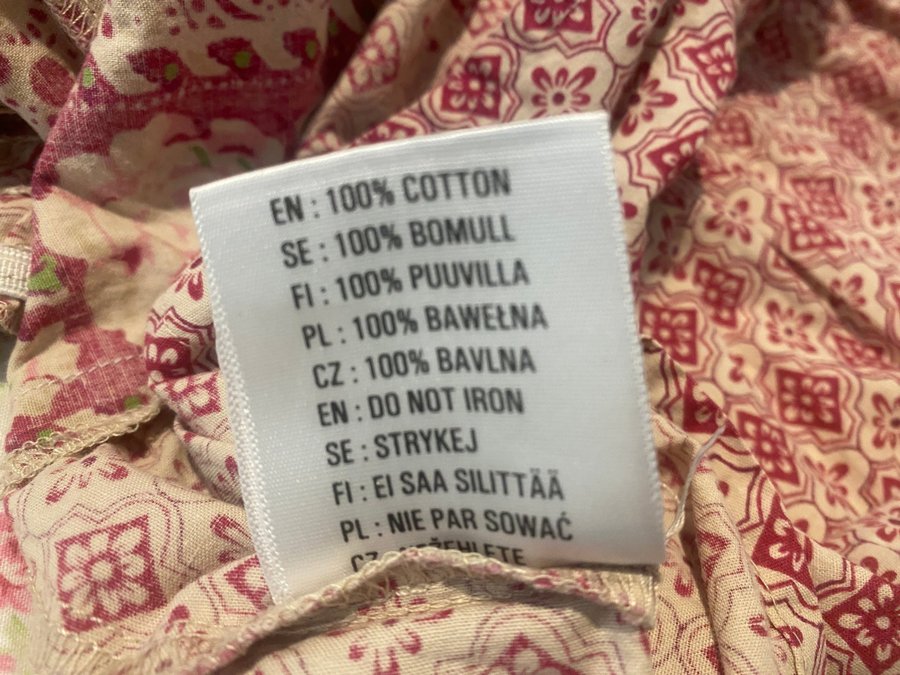 EN : 100% COTTON
SE : 100% BOMULL
FI : 100% PUUVILLA
PL : 100% BAWEŁNA
CZ : 100% BAVLNA
EN : DO NOT IRON
SE : STRYKEJ
FI : EI SAA SILITTÄÄ
PL : NIE PAR SOWAĆ
CZ